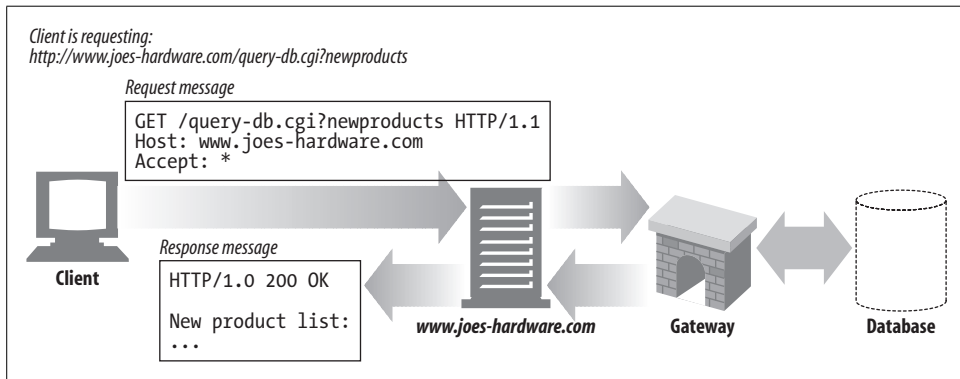 Client is requesting:
http://www.joes-hardware.com/query-db.cgi?newproducts
Request message
GET /query-db.cgi?newproducts HTTP/1.1
Host: www.joes-hardware.com
Accept: *
Client
Response message
HTTP/1.0 200 OK
New product list:
...
www.joes-hardware.com
Gateway
Database